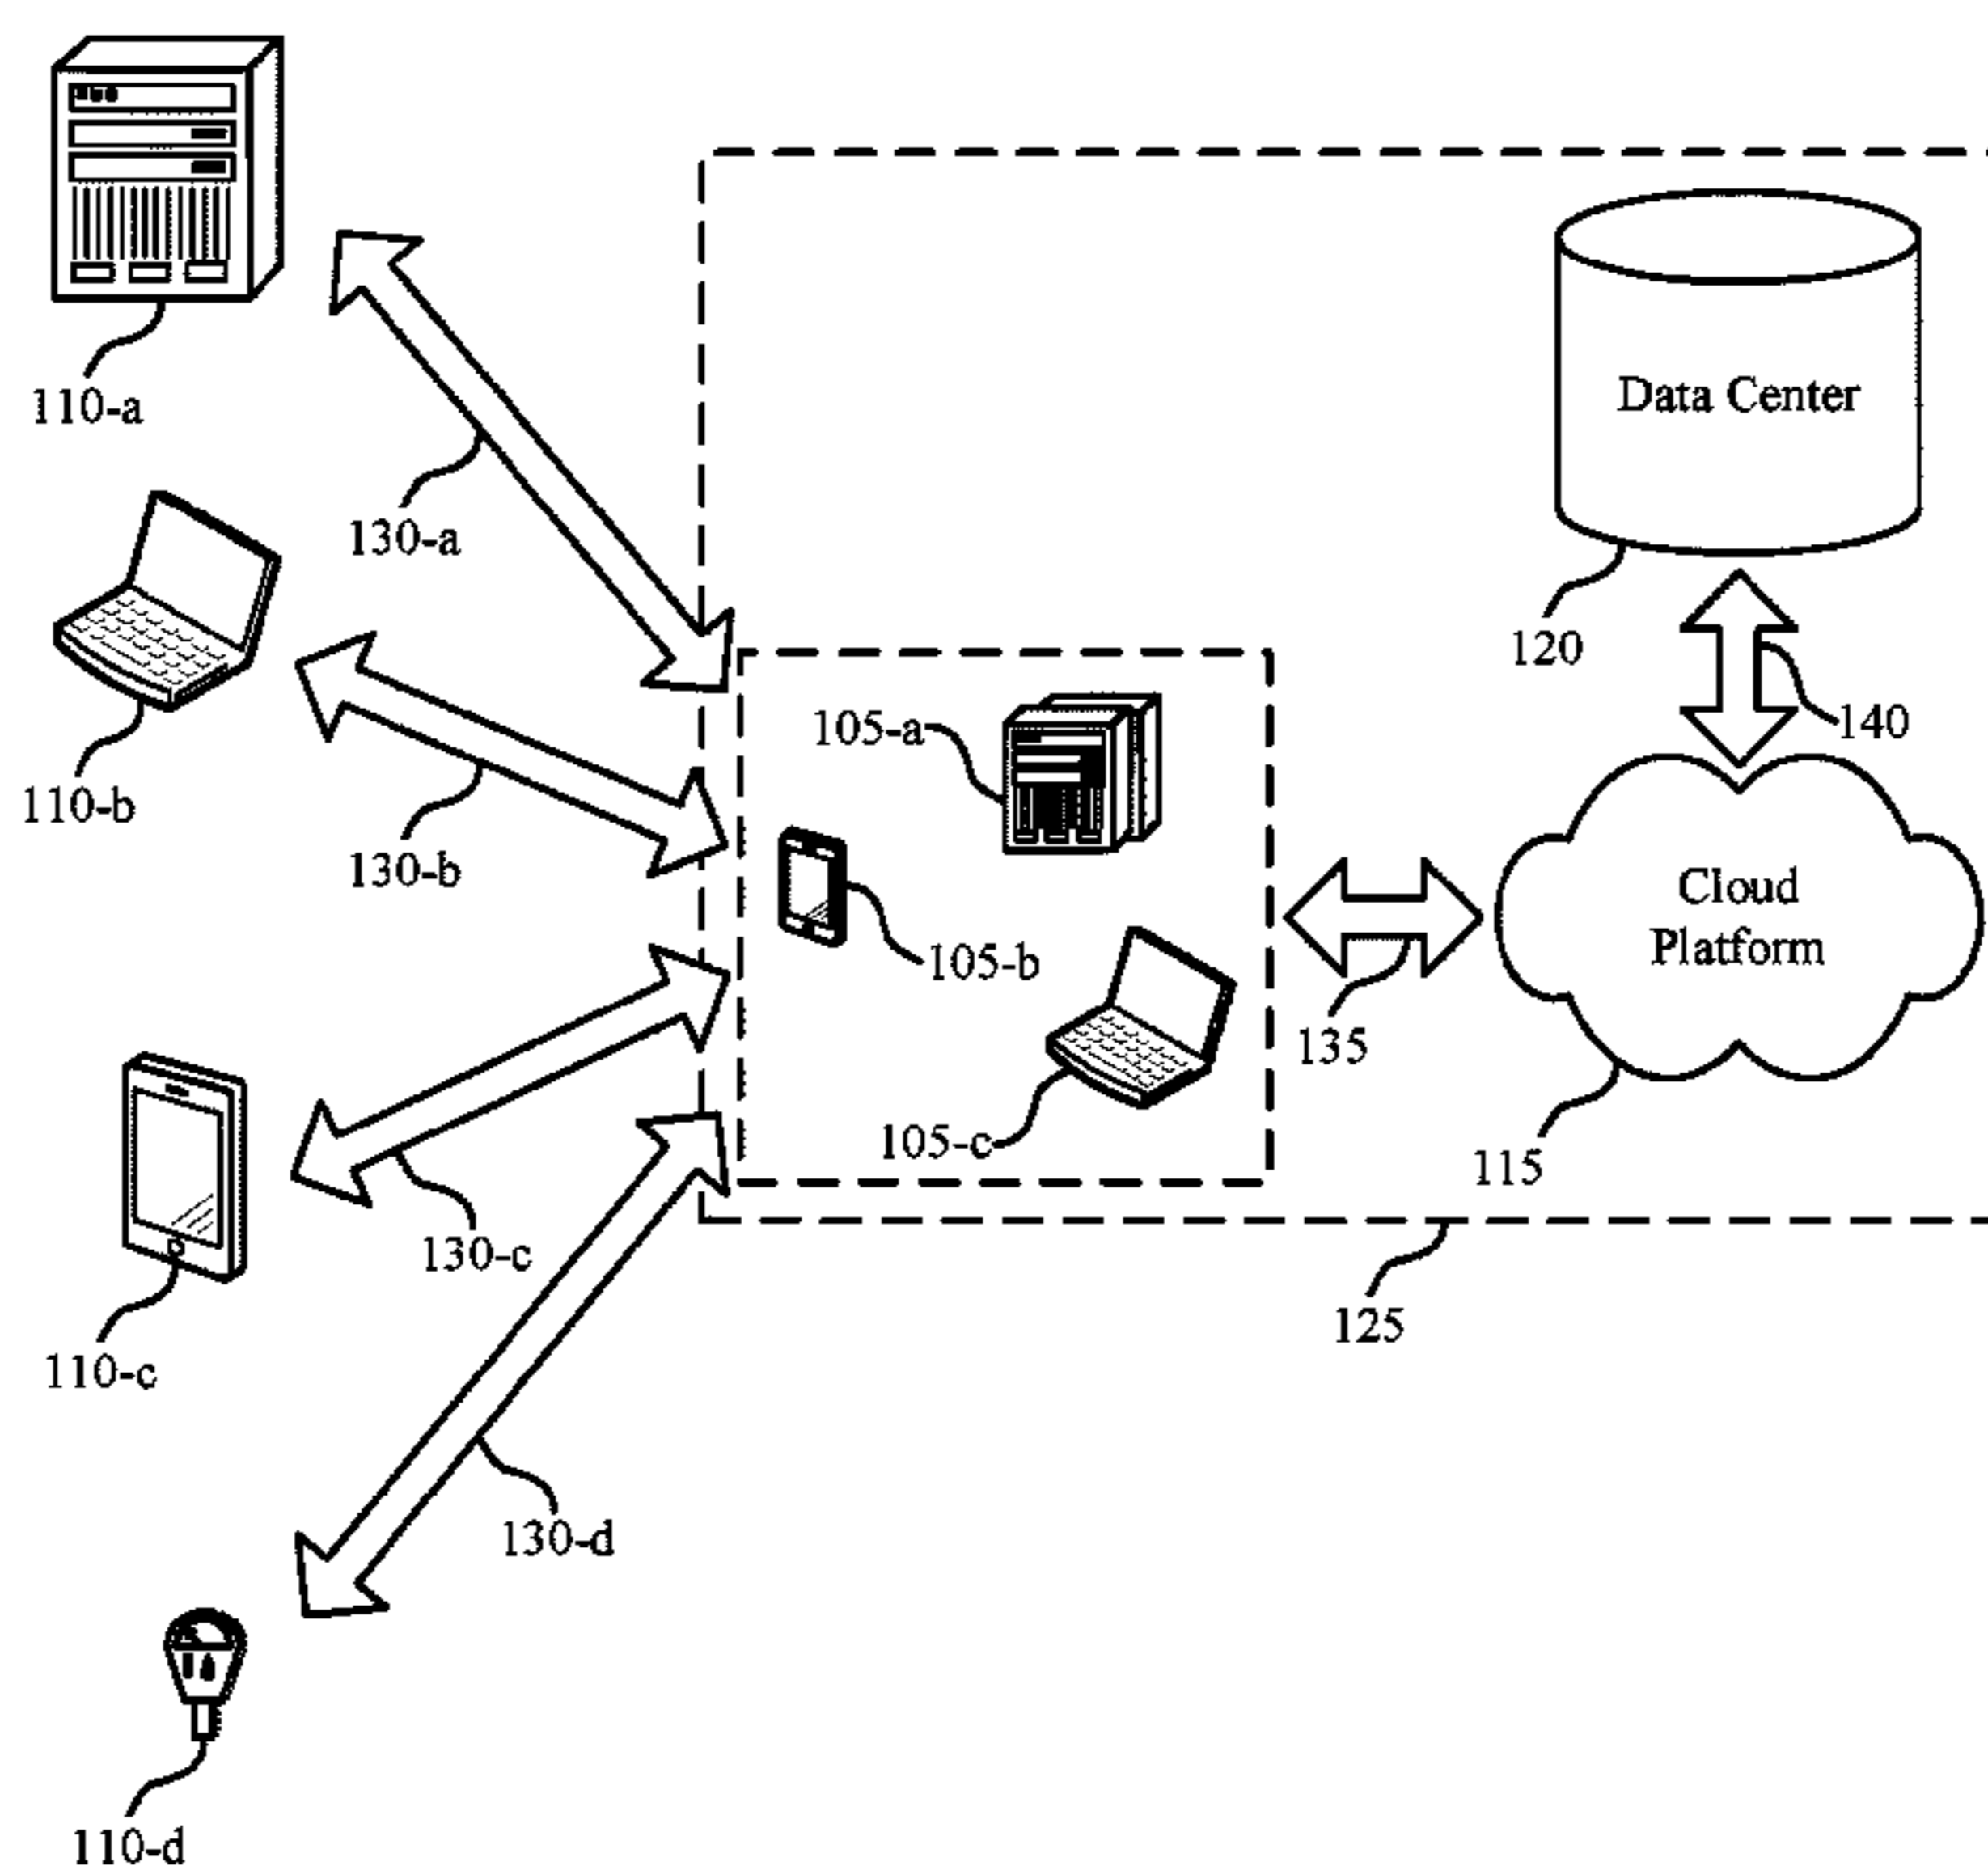 110-a
130-a
110-b
130-b
110-c
130-c
110-d
130-d
105-a
105-b
105-c
Data Center
120
140
Cloud
Platform
135
115
125